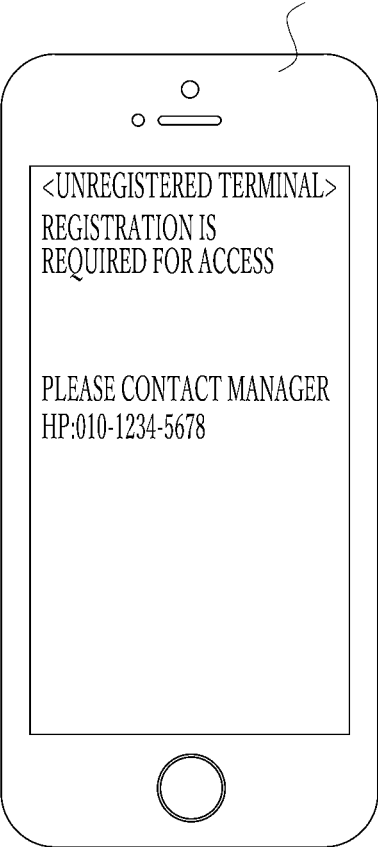 <UNREGISTERED TERMINAL>
REGISTRATION IS
REQUIRED FOR ACCESS
PLEASE CONTACT MANAGER
HP:010-1234-5678